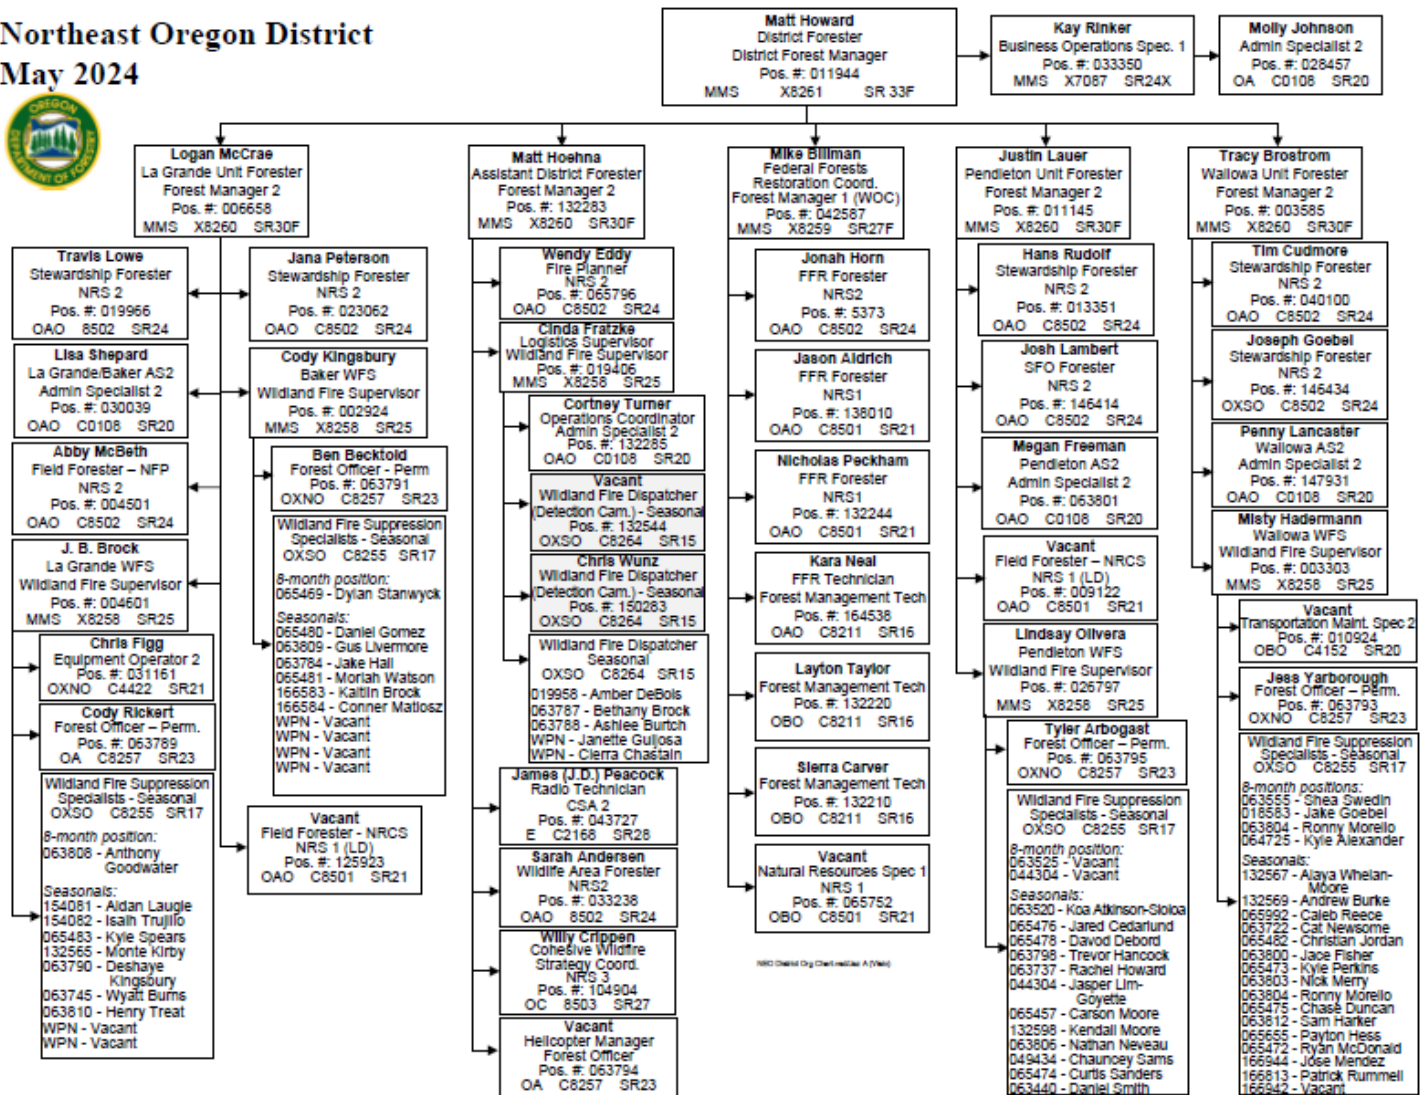 Northeast Oregon District
May 2024
OREGON
DEPARTMENT OF FORESTRY
Matt Howard
District Forester
District Forest Manager
Pos. #: 011944
MMS X8261 SR 33F
Kay Rinker
Business Operations Spec. 1
Pos. #: 033350
MMS X7087 SR24X
Molly Johnson
Admin Specialist 2
Pos. #: 028457
OA C0108 SR20
Logan McCrae
La Grande Unit Forester
Forest Manager 2
Pos. #: 006658
MMS X8260 SR30F
Travis Lowe
Stewardship Forester
NRS 2
Pos. #: 019966
OAO 8502 SR24
Jana Peterson
Stewardship Forester
NRS 2
Pos. #: 023062
OAO C8502 SR24
Lisa Shepard
La Grande/Baker AS2
Admin Specialist 2
Pos. #: 030039
OAO C0108 SR20
Cody Kingsbury
Baker WFS
Wildland Fire Supervisor
Pos. #: 002924
MMS X8258 SR25
Abby McBeth
Field Forester – NFP
NRS 2
Pos. #: 004501
OAO C8502 SR24
Ben Becktold
Forest Officer - Perm
Pos. #: 063791
OXNO C8257 SR23
Wildland Fire Suppression
Specialists - Seasonal
OXSO C8255 SR17
8-month position:
065469 - Dylan Stanwyck
Seasonals:
065480 - Daniel Gomez
063809 - Gus Livermore
063784 - Jake Hall
065481 - Moriah Watson
166583 - Kaitlin Brock
166584 - Conner Matlosz
WPN - Vacant
WPN - Vacant
WPN - Vacant
WPN - Vacant
J. B. Brock
La Grande WFS
Wildland Fire Supervisor
Pos. #: 004601
MMS X8258 SR25
Chris Figg
Equipment Operator 2
Pos. #: 031161
OXNO C4422 SR21
Cody Rickert
Forest Officer – Perm.
Pos. #: 063789
OA C8257 SR23
Wildland Fire Suppression
Specialists - Seasonal
OXSO C8255 SR17
8-month position:
063808 - Anthony
Goodwater
Seasonals:
154081 - Aidan Laugle
154082 - Isaih Trujillo
065483 - Kyle Spears
132565 - Monte Kirby
063790 - Deshaye
Kingsbury
063745 - Wyatt Burns
063810 - Henry Treat
WPN - Vacant
WPN - Vacant
Vacant
Field Forester - NRCS
NRS 1 (LD)
Pos. #: 125923
OAO C8501 SR21
Matt Hoehna
Assistant District Forester
Forest Manager 2
Pos. #: 132283
MMS X8260 SR30F
Wendy Eddy
Fire Planner
NRS 2
Pos. #: 065796
OAO C8502 SR24
Cinda Fratzke
Logistics Supervisor
Wildland Fire Supervisor
Pos. #: 019406
MMS X8258 SR25
Cortney Turner
Operations Coordinator
Admin Specialist 2
Pos. #: 132285
OAO C0108 SR20
Vacant
Wildland Fire Dispatcher
(Detection Cam.) - Seasonal
Pos. #: 132544
OXSO C8264 SR15
Chris Wunz
Wildland Fire Dispatcher
(Detection Cam.) - Seasonal
Pos. #: 150283
OXSO C8264 SR15
Wildland Fire Dispatcher
Seasonal
OXSO C8264 SR15
019958 - Amber DeBois
063787 - Bethany Brock
063788 - Ashlee Burtch
WPN - Janette Guijosa
WPN - Cierra Chastain
James (J.D.) Peacock
Radio Technician
CSA 2
Pos. #: 043727
E C2168 SR28
Sarah Andersen
Wildlife Area Forester
NRS2
Pos. #: 033238
OAO 8502 SR24
Willy Crippen
Cohesive Wildfire
Strategy Coord.
NRS 3
Pos. #: 104904
OC 8503 SR27
Vacant
Helicopter Manager
Forest Officer
Pos. #: 063794
OA C8257 SR23
Mike Billman
Federal Forests
Restoration Coord.
Forest Manager 1 (WOC)
Pos. #: 042587
MMS X8259 SR27F
Jonah Horn
FFR Forester
NRS2
Pos. #: 5373
OAO C8502 SR24
Jason Aldrich
FFR Forester
NRS1
Pos. #: 138010
OAO C8501 SR21
Nicholas Peckham
FFR Forester
NRS1
Pos. #: 132244
OAO C8501 SR21
Kara Neal
FFR Technician
Forest Management Tech
Pos. #: 164538
OAO C8211 SR16
Layton Taylor
Forest Management Tech
Pos. #: 132220
OBO C8211 SR16
Sierra Carver
Forest Management Tech
Pos. #: 132210
OBO C8211 SR16
Vacant
Natural Resources Spec 1
NRS 1
Pos. #: 065752
OBO C8501 SR21
Justin Lauer
Pendleton Unit Forester
Forest Manager 2
Pos. #: 011145
MMS X8260 SR30F
Hans Rudolf
Stewardship Forester
NRS 2
Pos. #: 013351
OAO C8502 SR24
Josh Lambert
SFO Forester
NRS 2
Pos. #: 146414
OAO C8502 SR24
Megan Freeman
Pendleton AS2
Admin Specialist 2
Pos. #: 063801
OAO C0108 SR20
Vacant
Field Forester – NRCS
NRS 1 (LD)
Pos. #: 009122
OAO C8501 SR21
Lindsay Olivera
Pendleton WFS
Wildland Fire Supervisor
Pos. #: 026797
MMS X8258 SR25
Tyler Arbogast
Forest Officer – Perm.
Pos. #: 063795
OXNO C8257 SR23
Wildland Fire Suppression
Specialists - Seasonal
OXSO C8255 SR17
8-month position:
063525 - Vacant
044304 - Vacant
Seasonals:
063520 - Koa Atkinson-Sioloa
065476 - Jared Cedarlund
065478 - Davod Debord
063798 - Trevor Hancock
063737 - Rachel Howard
044304 - Jasper Lim-
Goyette
065457 - Carson Moore
132598 - Kendall Moore
063806 - Nathan Neveau
049434 - Chauncey Sams
065474 - Curtis Sanders
063440 - Daniel Smith
Tracy Brostrom
Wallowa Unit Forester
Forest Manager 2
Pos. #: 003585
MMS X8260 SR30F
Tim Cudmore
Stewardship Forester
NRS 2
Pos. #: 040100
OAO C8502 SR24
Joseph Goebel
Stewardship Forester
NRS 2
Pos. #: 146434
OXSO C8502 SR24
Penny Lancaster
Wallowa AS2
Admin Specialist 2
Pos. #: 147931
OAO C0108 SR20
Misty Hadermann
Wallowa WFS
Wildland Fire Supervisor
Pos. #: 003303
MMS X8258 SR25
Vacant
Transportation Maint. Spec 2
Pos. #: 010924
OBO C4152 SR20
Jess Yarborough
Forest Officer – Perm.
Pos. #: 063793
OXNO C8257 SR23
Wildland Fire Suppression
Specialists - Seasonal
OXSO C8255 SR17
8-month positions:
063555 - Shea Swedin
018583 - Jake Goebel
063804 - Ronny Morello
064725 - Kyle Alexander
Seasonals:
132567 - Alaya Whelan-
Moore
132569 - Andrew Burke
065992 - Caleb Reece
063722 - Cat Newsome
065482 - Christian Jordan
063800 - Jace Fisher
065473 - Kyle Perkins
063803 - Nick Merry
063804 - Ronny Morello
065475 - Chase Duncan
063812 - Sam Harker
065655 - Payton Hess
065472 - Ryan McDonald
166944 - Jose Mendez
166813 - Patrick Rummell
166942 - Vacant